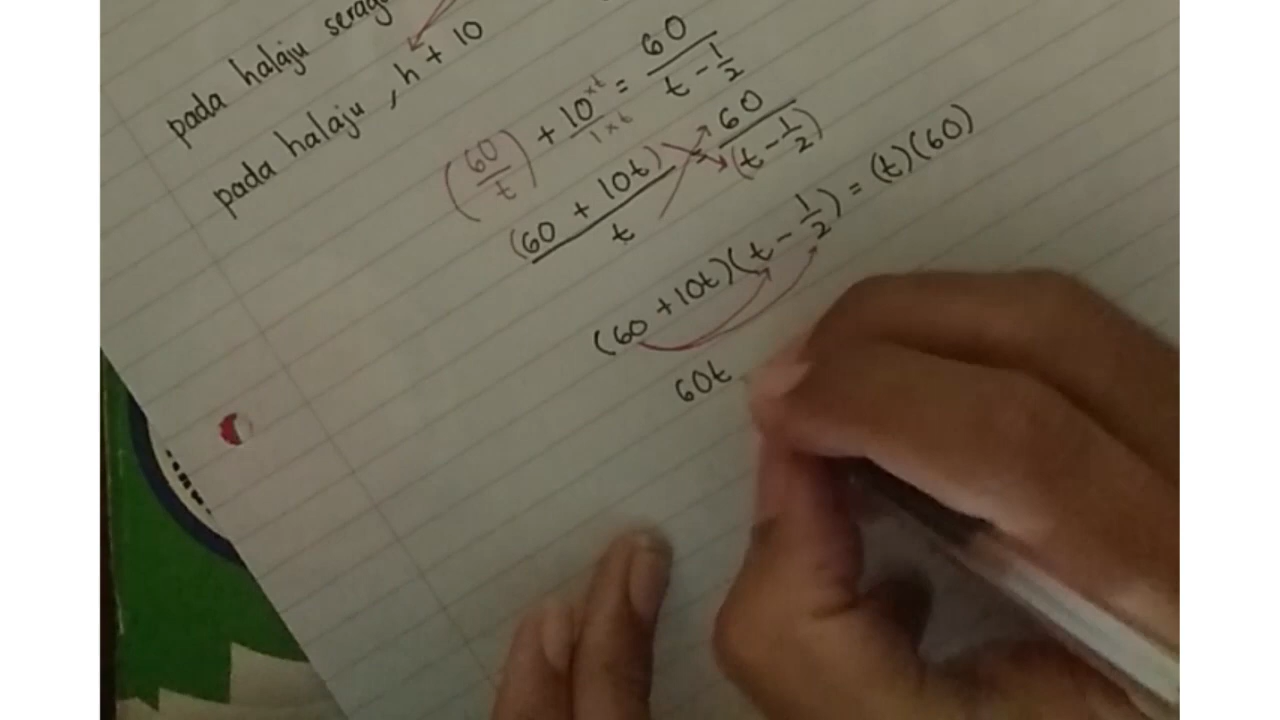 pada halaju
pada halaju , h + 10
(60/t) + 10×t/1×t = 60/(t - 1/2)
(60 + 10t)/t = 60/(t - 1/2)
(60 + 10t)(t - 1/2) = (t)(60)
60t